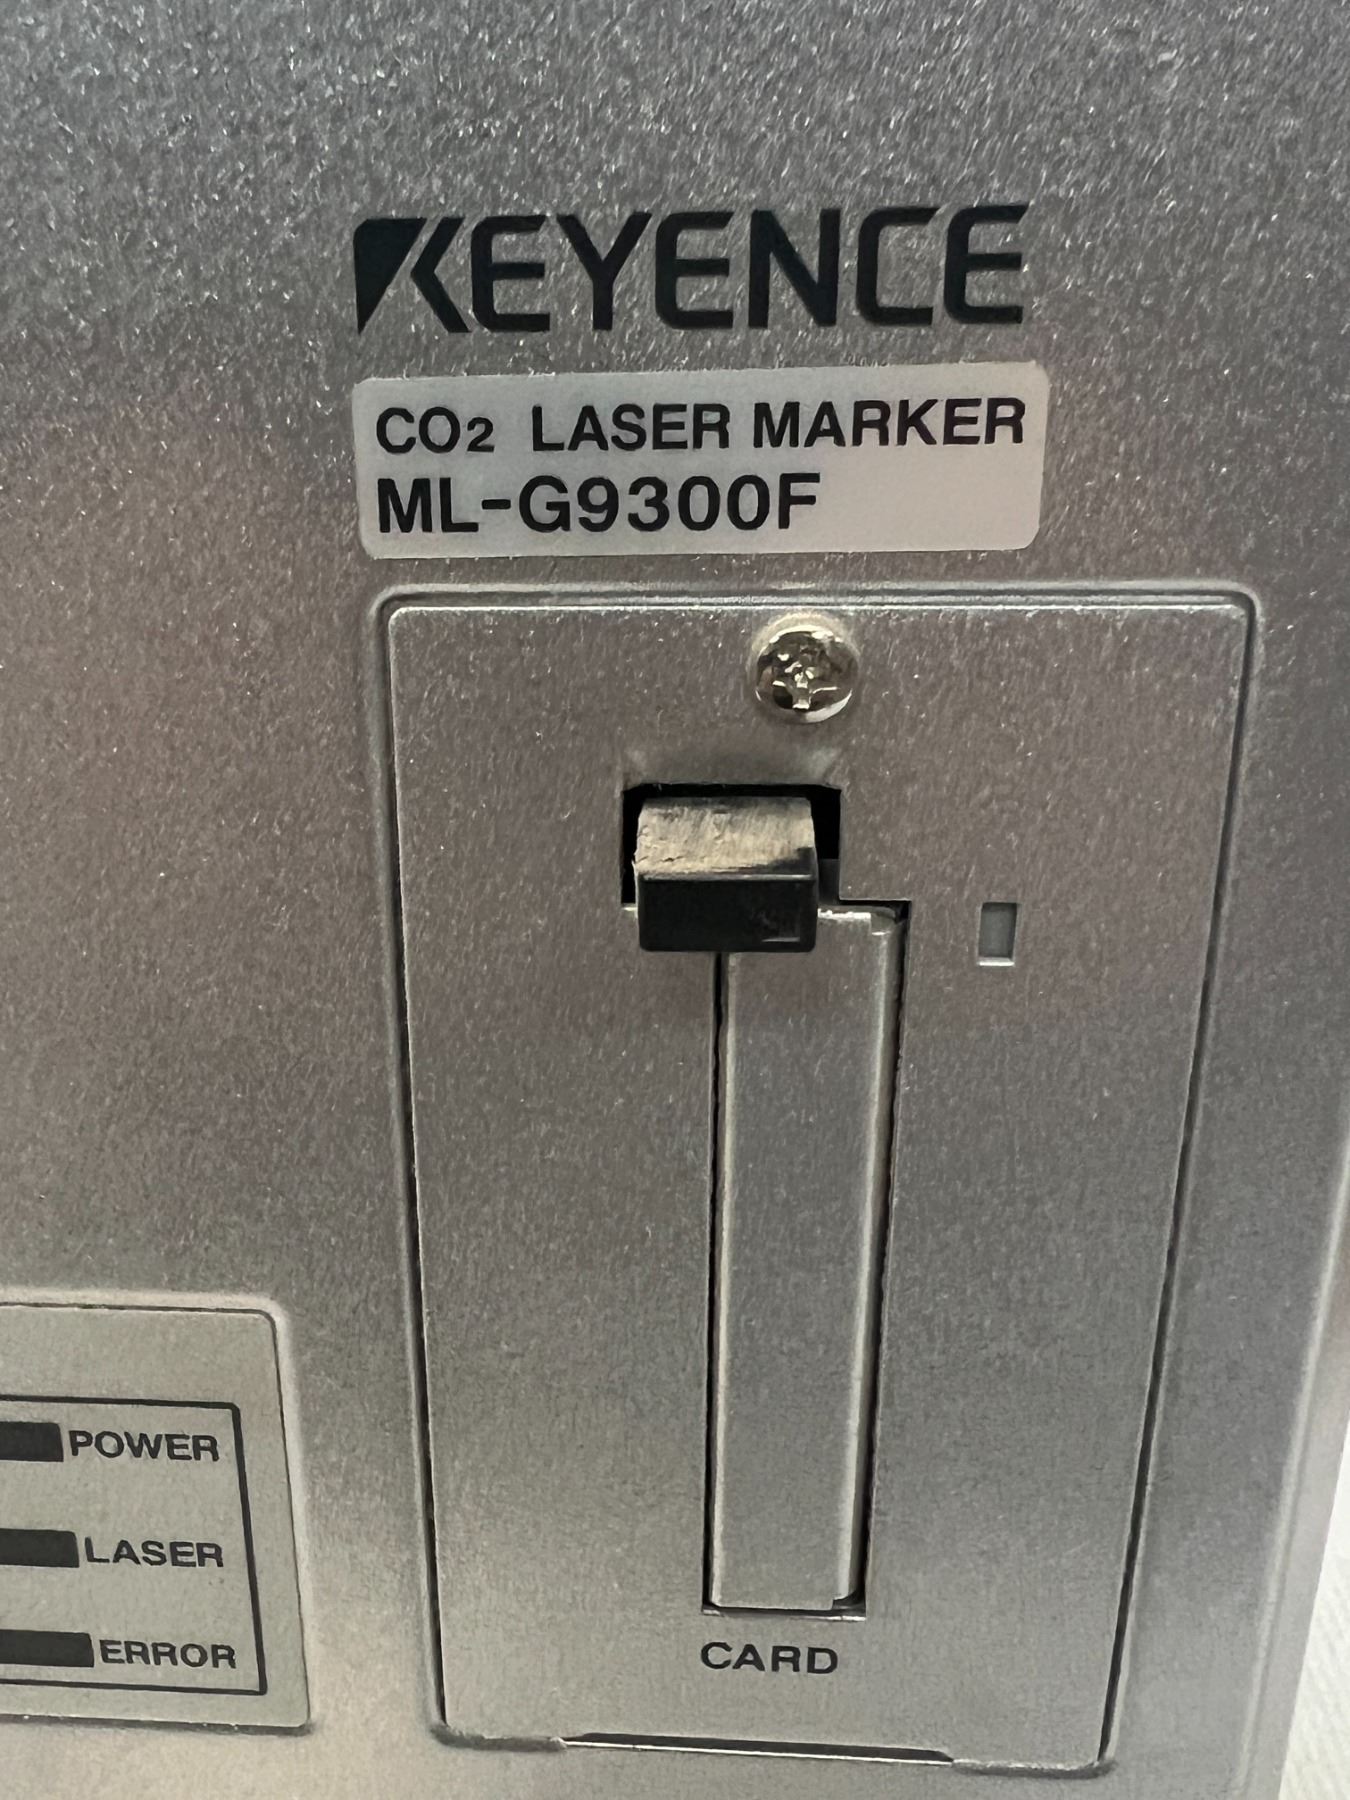 KEYENCE
CO2 LASER MARKER
ML-G9300F
POWER
LASER
ERROR
CARD